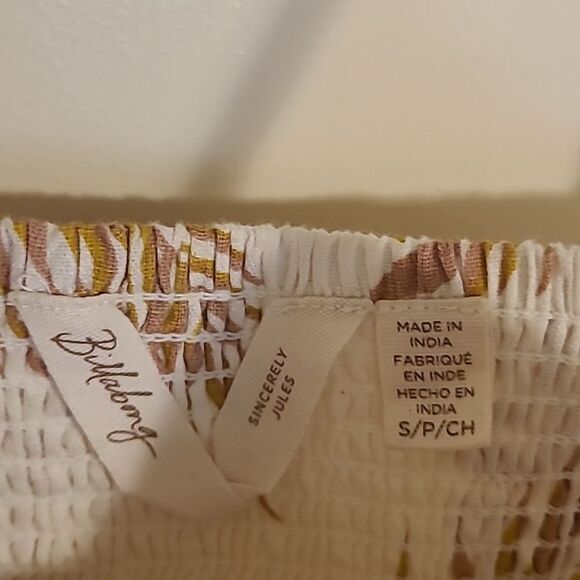 Billabong
SINCERELY
JULES
MADE IN
INDIA
FABRIQUÉ
EN INDE
HECHO EN
INDIA
S/P/CH